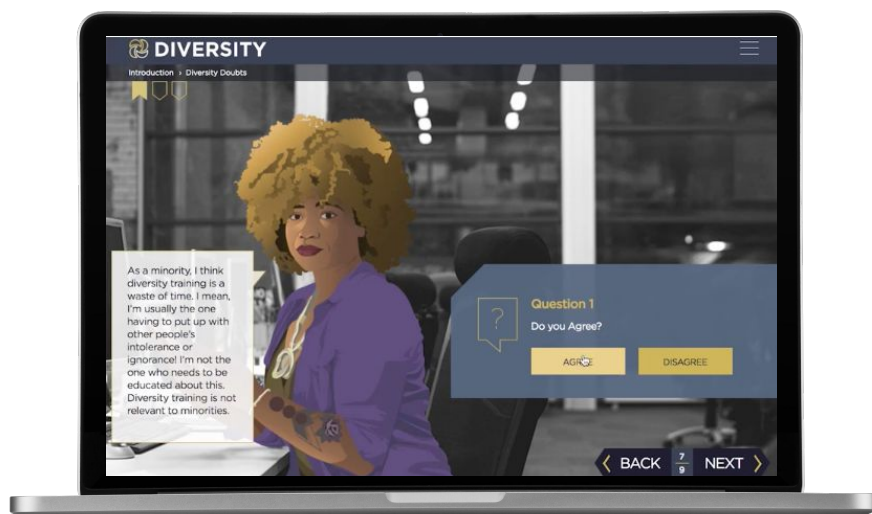 DIVERSITY
Introduction › Diversity Doubts
As a minority, I think
diversity training is a
waste of time. I mean,
I'm usually the one
having to put up with
other people's
intolerance or
ignorance! I'm not the
one who needs to be
educated about this.
Diversity training is not
relevant to minorities.
?
Question 1
Do you Agree?
AGREE
DISAGREE
BACK
7
9
NEXT